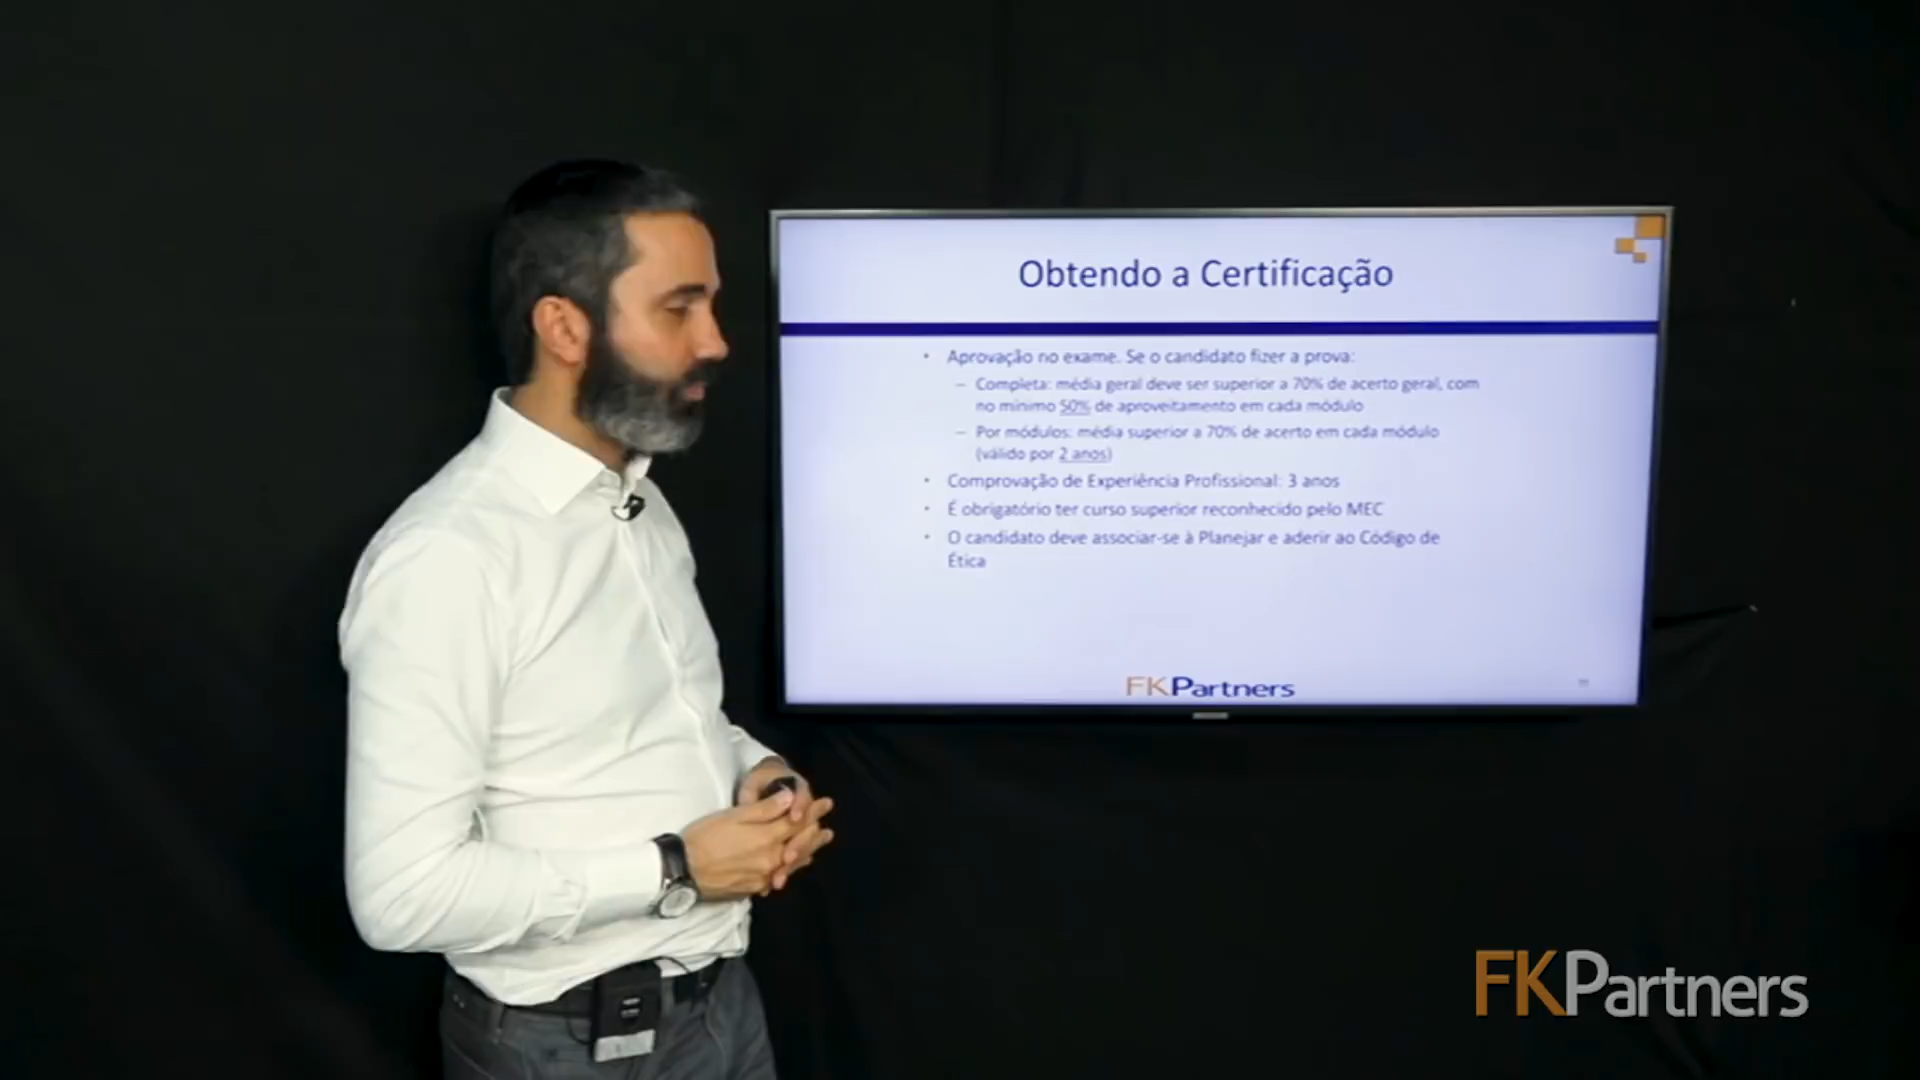 Obtendo a Certificação
• Aprovação no exame. Se o candidato fizer a prova:
– Completa: média geral deve ser superior a 70% de acerto geral, com
no mínimo 50% de aproveitamento em cada módulo
– Por módulos: média superior a 70% de acerto em cada módulo
(válido por 2 anos)
• Comprovação de Experiência Profissional: 3 anos
• É obrigatório ter curso superior reconhecido pelo MEC
• O candidato deve associar-se à Planejar e aderir ao Código de
Ética
FKPartners
FKPartners